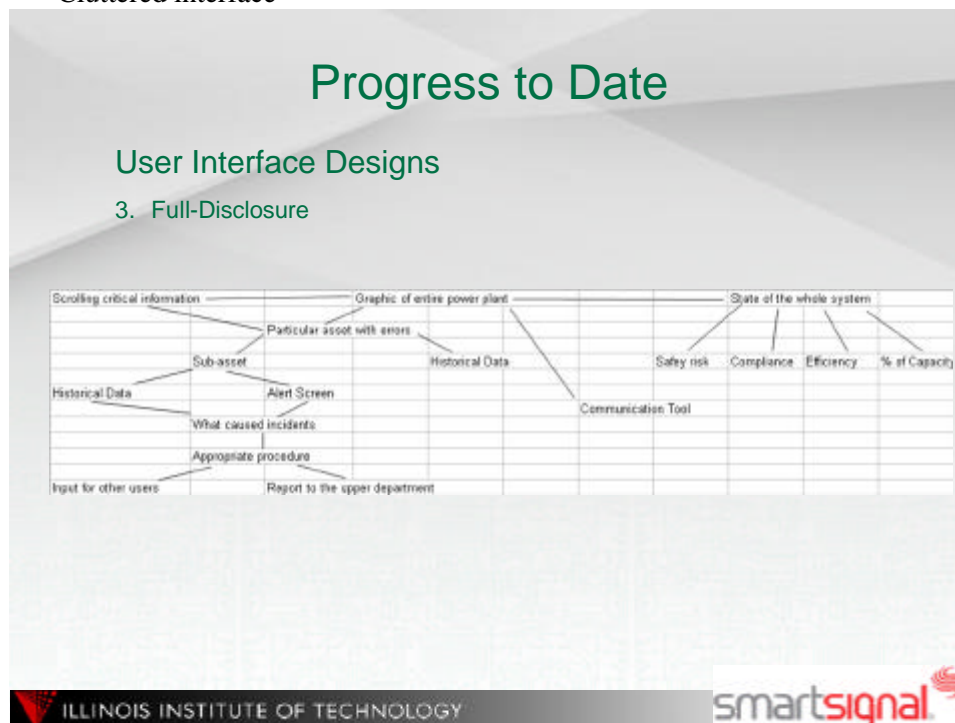 Cluttered interface
Progress to Date
User Interface Designs
3. Full-Disclosure
Scrolling critical information Graphic of entire power plant State of the whole system
Particular asset with errors
Sub-asset Historical Data Safey risk Compliance Efficiency % of Capacity
Historical Data Alert Screen
Communication Tool
What caused incidents
Appropriate procedure
Input for other users Report to the upper department
ILLINOIS INSTITUTE OF TECHNOLOGY
smartsignal